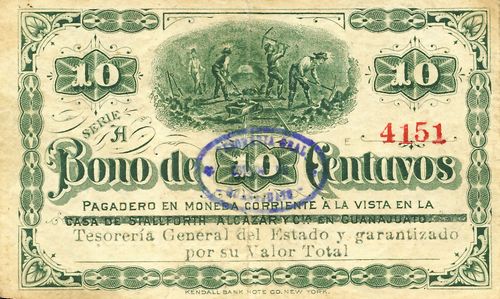 10
10
SERIE A
4151
Bono de 10 Centavos
PAGADERO EN MONEDA CORRIENTE A LA VISTA EN LA
CASA DE STALLFORTH ALCAZAR Y Cía EN GUANAJUATO.
Tesorería General del Estado y garantizado
por su Valor Total
KENDALL BANK NOTE CO. NEW YORK.